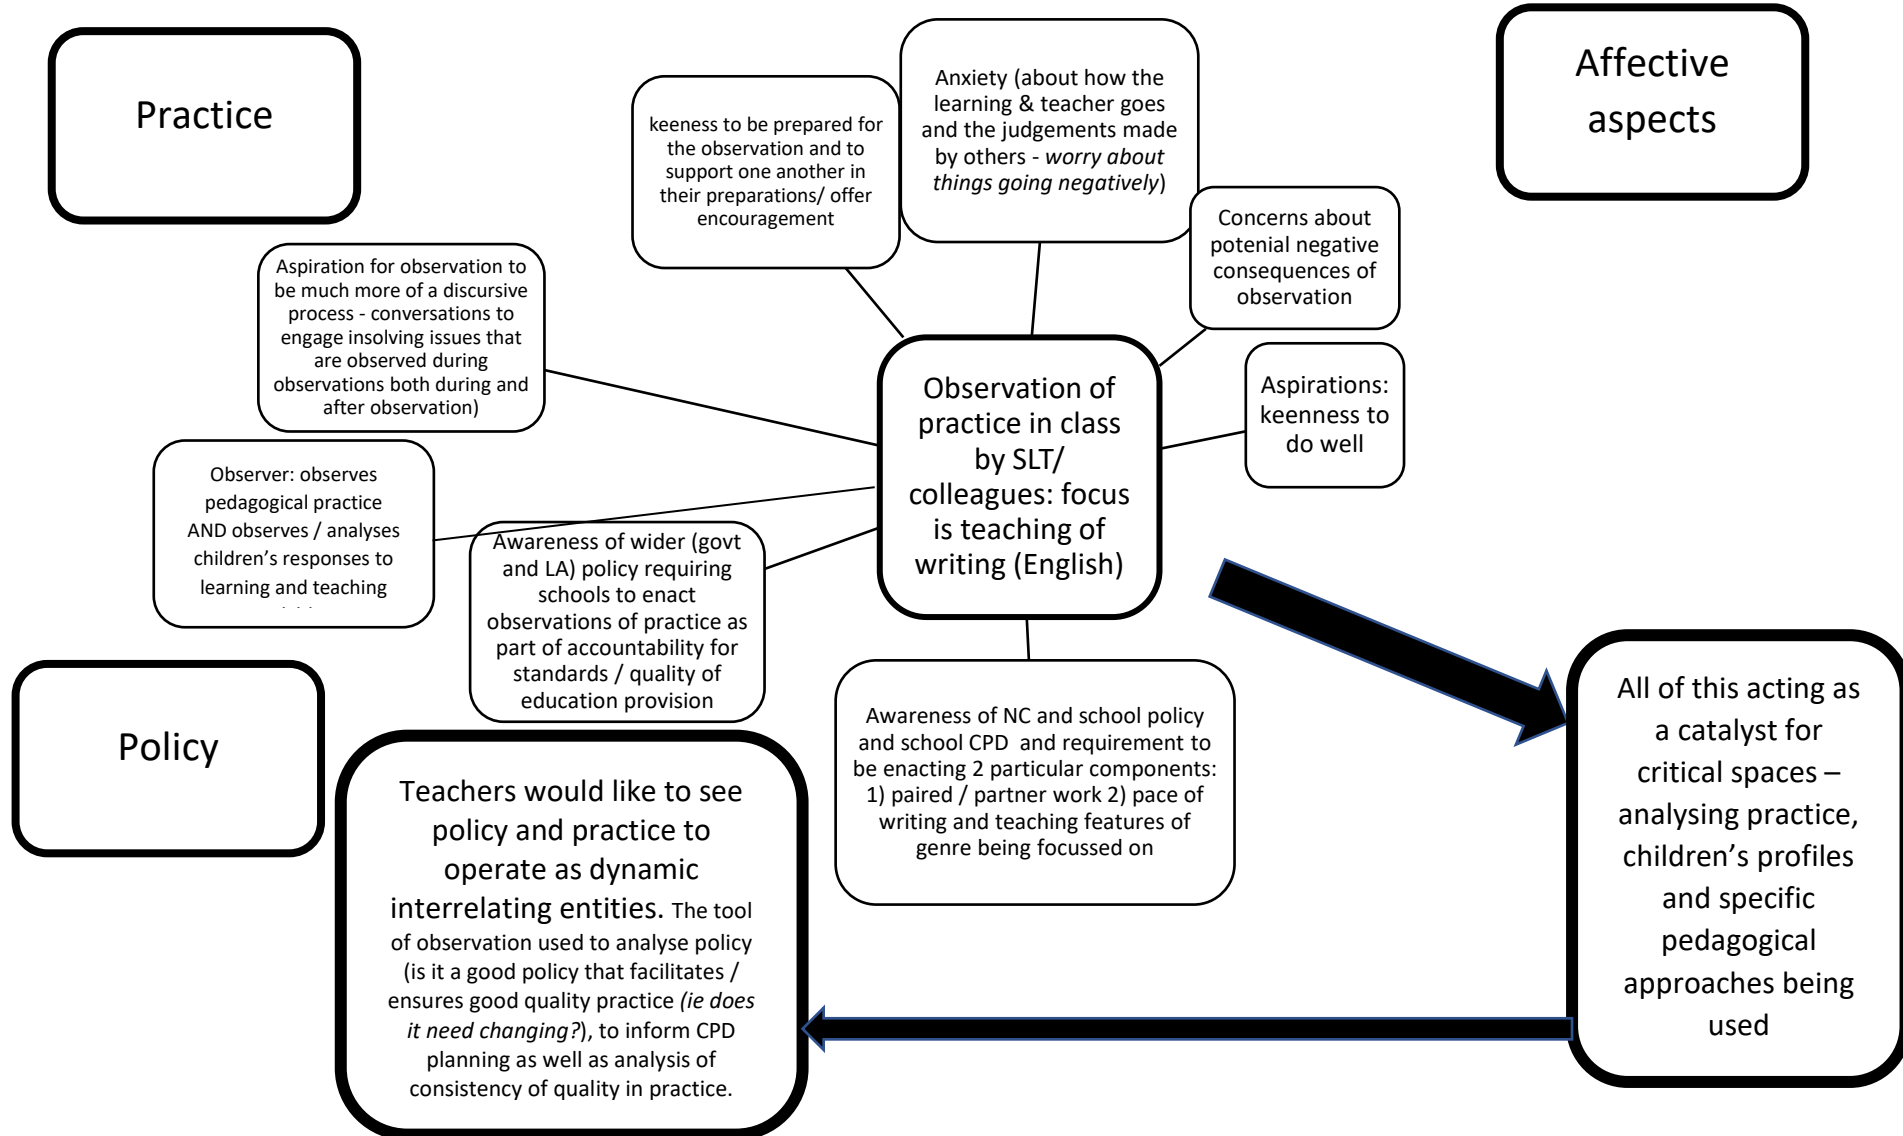 Practice
keeness to be prepared for
the observation and to
support one another in
their preparations/ offer
encouragement
Anxiety (about how the
learning & teacher goes
and the judgements made
by others - worry about
things going negatively)
Affective
aspects
Concerns about
potenial negative
consequences of
observation
Aspiration for observation to
be much more of a discursive
process - conversations to
engage insolving issues that
are observed during
observations both during and
after observation)
Aspirations:
keenness to
do well
Observation of
practice in class
by SLT/
colleagues: focus
is teaching of
writing (English)
Observer: observes
pedagogical practice
AND observes / analyses
children’s responses to
learning and teaching
Awareness of wider (govt
and LA) policy requiring
schools to enact
observations of practice as
part of accountability for
standards / quality of
education provision
Policy
Awareness of NC and school policy
and school CPD and requirement to
be enacting 2 particular components:
1) paired / partner work 2) pace of
writing and teaching features of
genre being focussed on
All of this acting as
a catalyst for
critical spaces –
analysing practice,
children’s profiles
and specific
pedagogical
approaches being
used
Teachers would like to see
policy and practice to
operate as dynamic
interrelating entities. The tool
of observation used to analyse policy
(is it a good policy that facilitates /
ensures good quality practice (ie does
it need changing?), to inform CPD
planning as well as analysis of
consistency of quality in practice.